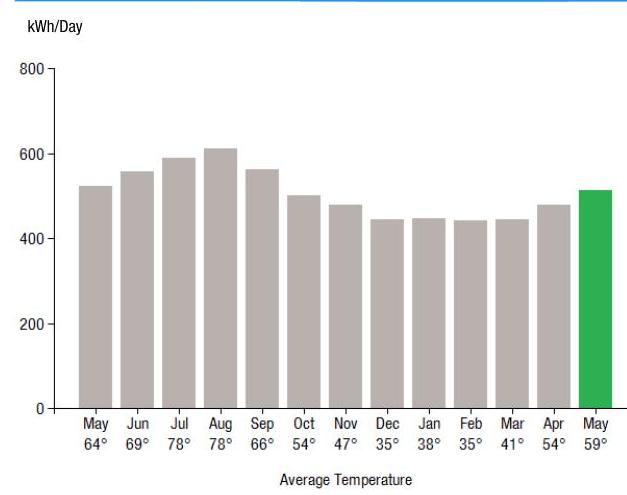 kWh/Day
800
600
400
200
0
May Jun Jul Aug Sep Oct Nov Dec Jan Feb Mar Apr May
64° 69° 78° 78° 66° 54° 47° 35° 38° 35° 41° 54° 59°
Average Temperature